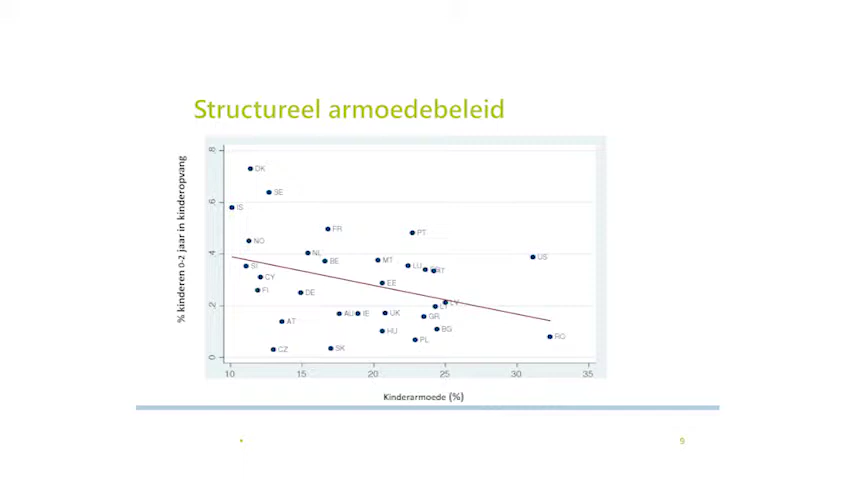 Structureel armoedebeleid
% kinderen 0-2 jaar in kinderopvang
.8
DK
SE
.6
IS
FR
PT
NO
.4
NL
US
BE
MT
SI
LU
CY
EE
FI
DE
.2
LV
AU
IE
UK
GR
AT
HU
BG
PL
RO
CZ
SK
0
10
15
20
25
30
35
Kinderarmoede (%)
9